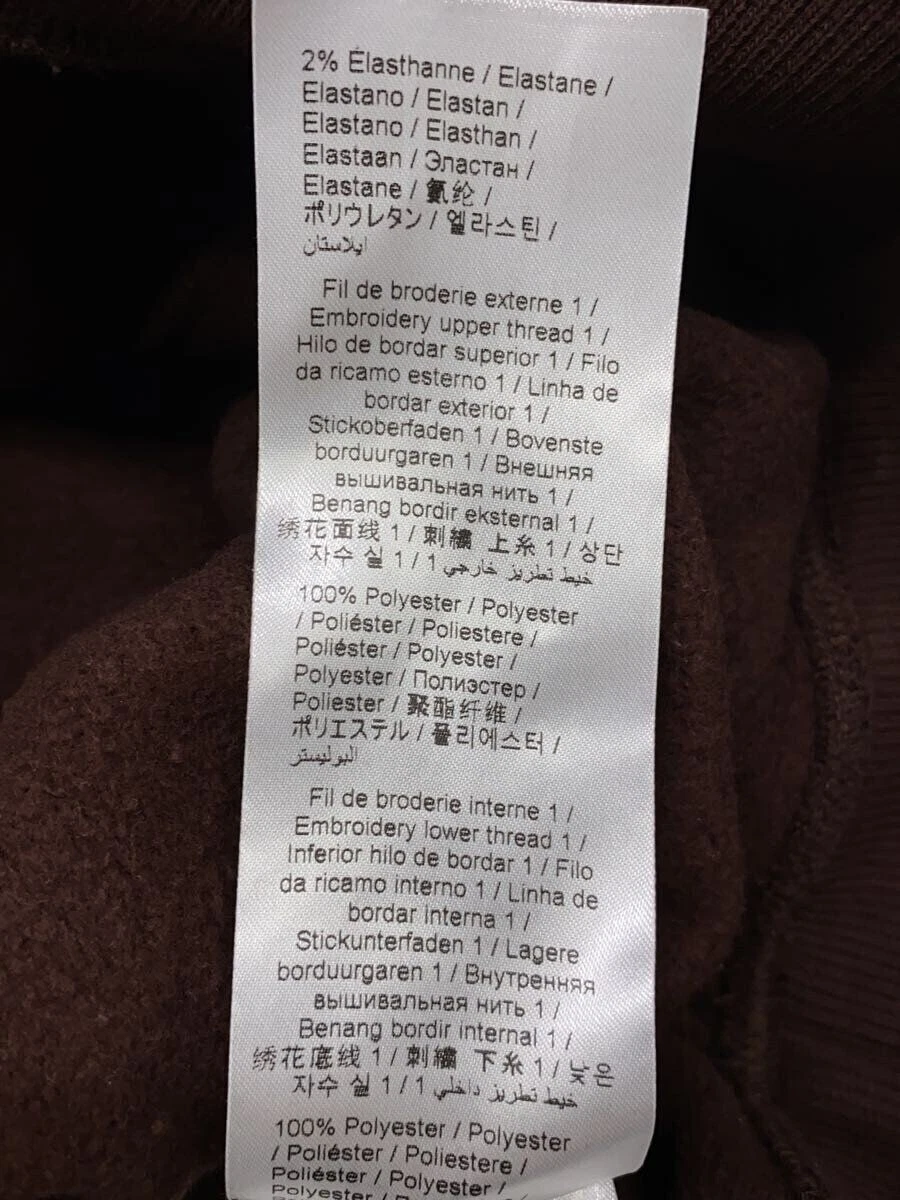 2% Élasthanne / Elastane /
Elastano / Elastan /
Elastano / Elasthan /
Elastaan / Эластан /
Elastane / 氨纶 /
ポリウレタン / 엘라스틴 /
ايلاستان
Fil de broderie externe 1 /
Embroidery upper thread 1 /
Hilo de bordar superior 1 / Filo
da ricamo esterno 1 / Linha de
bordar exterior 1 /
Stickoberfaden 1 / Bovenste
borduurgaren 1 / Внешняя
вышивальная нить 1 /
Benang bordir eksternal 1 /
绣花面线 1 / 刺繍 上糸 1 / 상단
자수 실 1 / 1 خيط تطريز خارجي
100% Polyester / Polyester
/ Poliéster / Poliestere /
Poliéster / Polyester /
Polyester / Полиэстер /
Poliester / 聚酯纤维 /
ポリエステル / 폴리에스터 /
البوليستر
Fil de broderie interne 1 /
Embroidery lower thread 1 /
Inferior hilo de bordar 1 / Filo
da ricamo interno 1 / Linha de
bordar interna 1 /
Stickunterfaden 1 / Lagere
borduurgaren 1 / Внутренняя
вышивальная нить 1 /
Benang bordir internal 1 /
绣花底线 1 / 刺繍 下糸 1 / 낮은
자수 실 1 / 1 خيط تطريز داخلي
100% Polyester / Polyester
/ Poliéster / Poliestere /
Poliéster / Polyester /
Polyester /